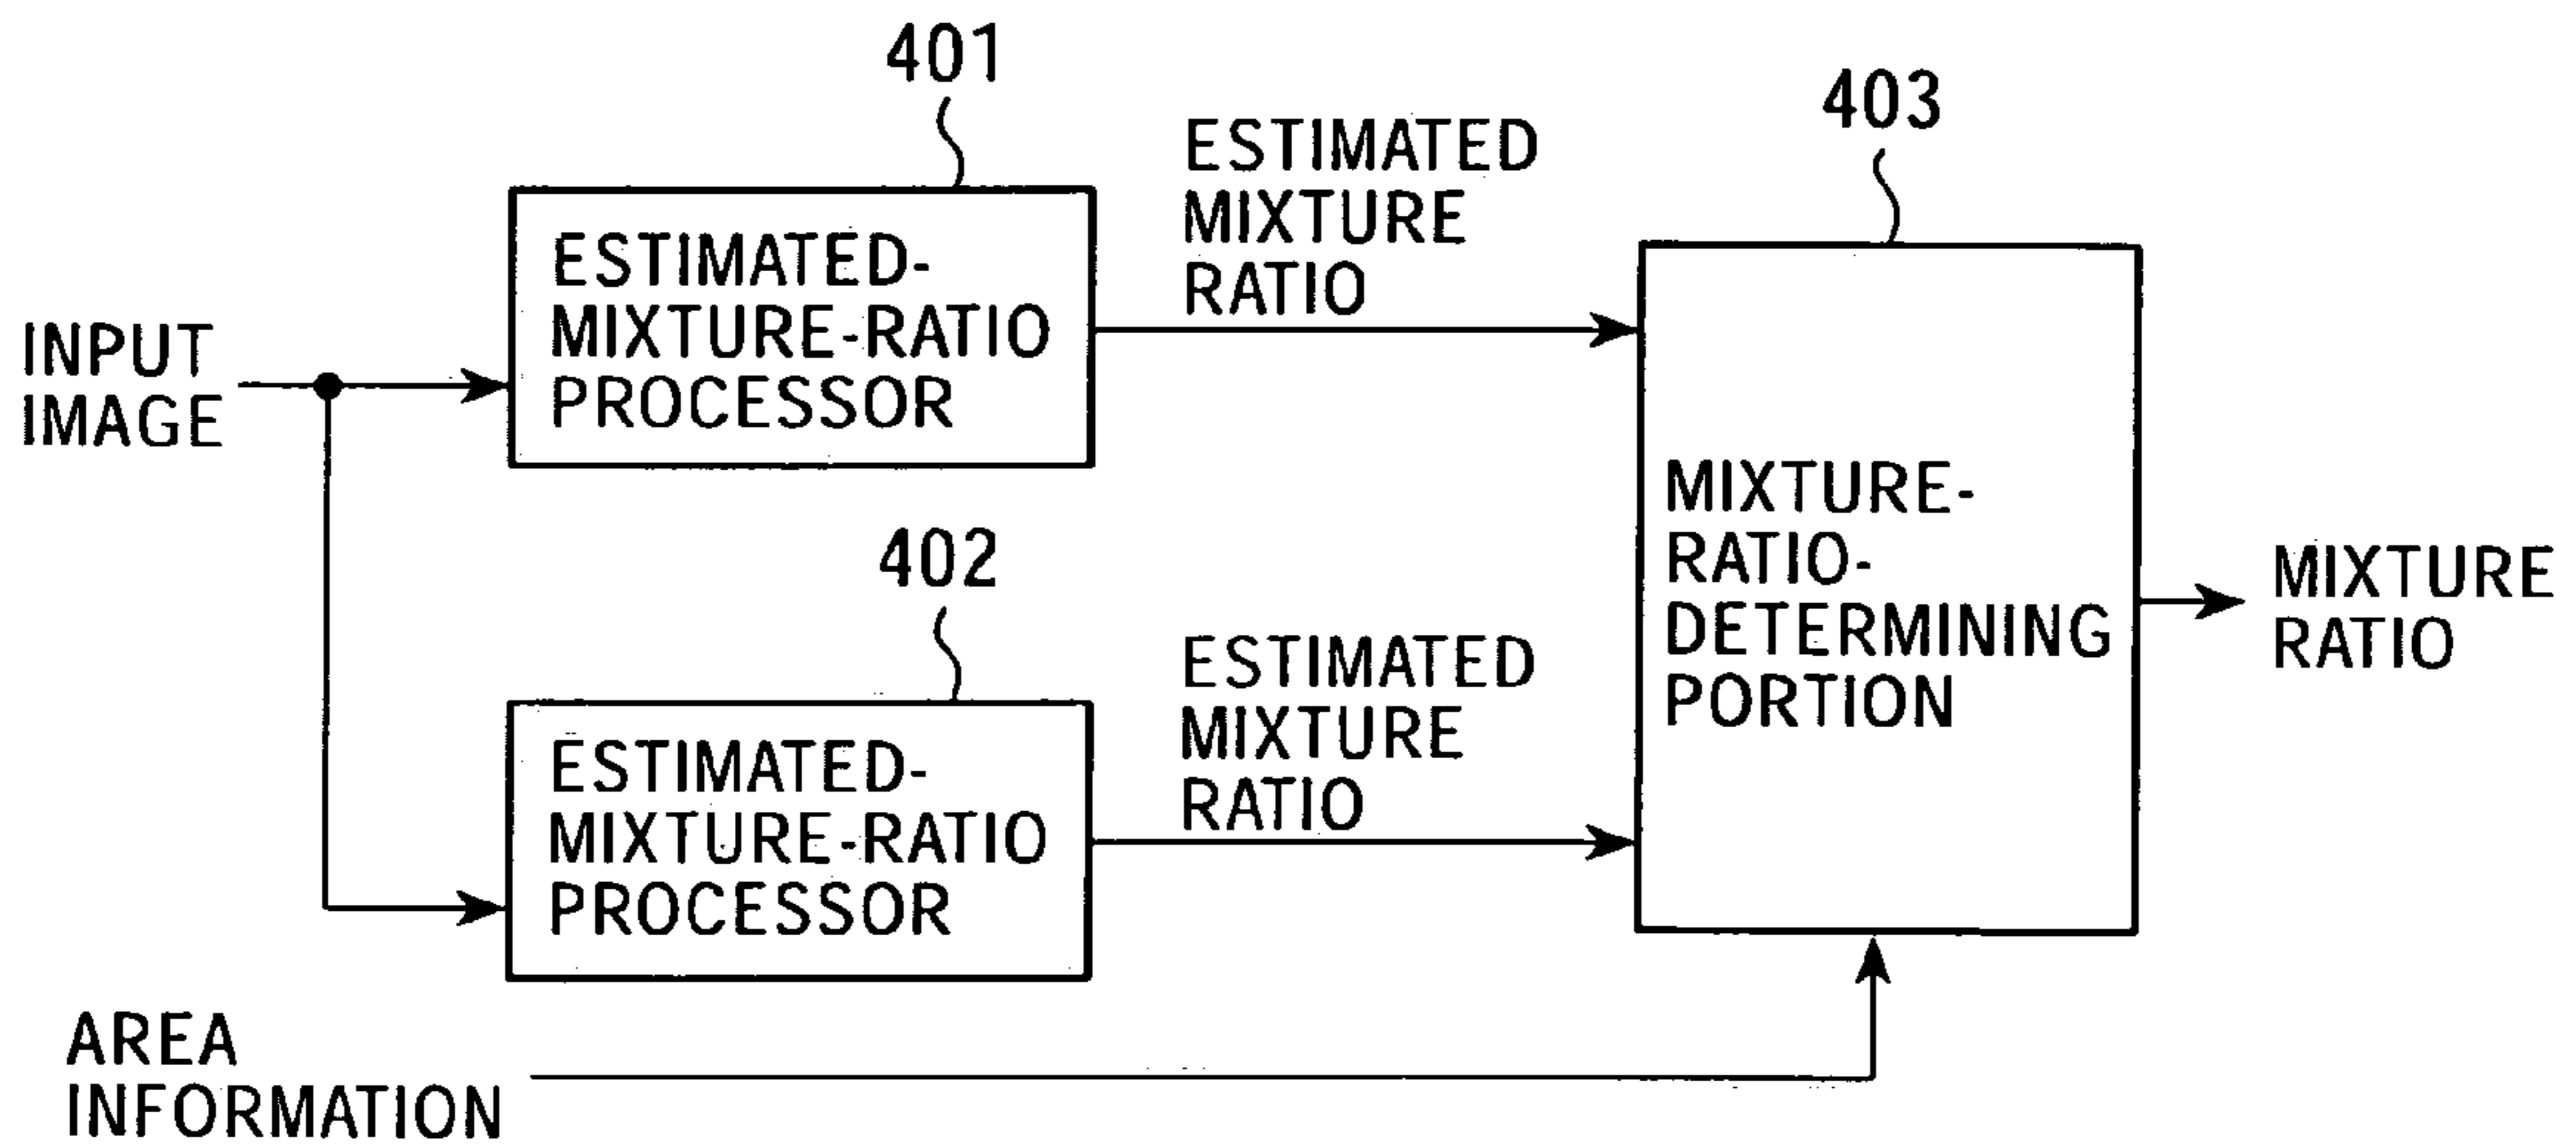 401
ESTIMATED
MIXTURE
RATIO
403
INPUT
IMAGE
ESTIMATED-
MIXTURE-RATIO
PROCESSOR
402
ESTIMATED
MIXTURE
RATIO
ESTIMATED-
MIXTURE-RATIO
PROCESSOR
MIXTURE-
RATIO-
DETERMINING
PORTION
MIXTURE
RATIO
AREA
INFORMATION